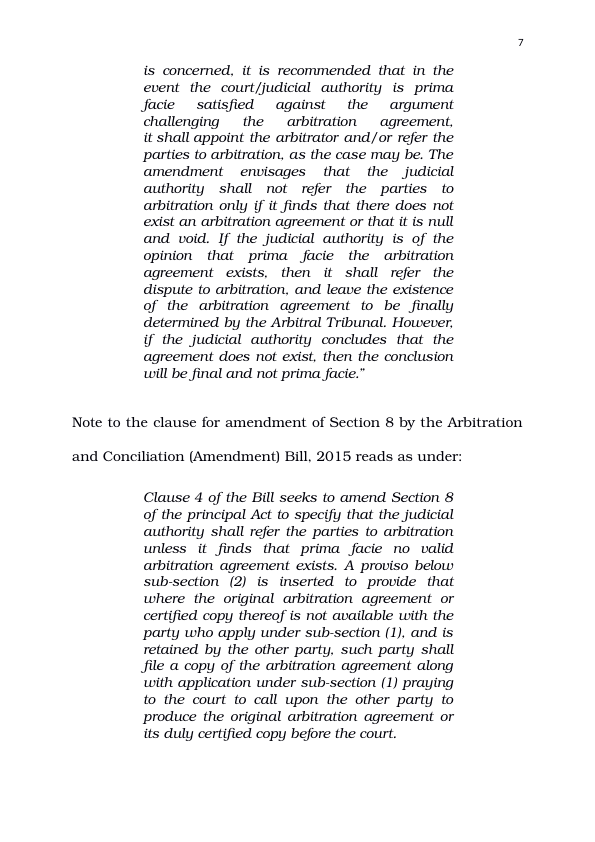 7
is concerned, it is recommended that in the
event the court/judicial authority is prima
facie satisfied against the argument
challenging the arbitration agreement,
it shall appoint the arbitrator and/or refer the
parties to arbitration, as the case may be. The
amendment envisages that the judicial
authority shall not refer the parties to
arbitration only if it finds that there does not
exist an arbitration agreement or that it is null
and void. If the judicial authority is of the
opinion that prima facie the arbitration
agreement exists, then it shall refer the
dispute to arbitration, and leave the existence
of the arbitration agreement to be finally
determined by the Arbitral Tribunal. However,
if the judicial authority concludes that the
agreement does not exist, then the conclusion
will be final and not prima facie.”
Note to the clause for amendment of Section 8 by the Arbitration
and Conciliation (Amendment) Bill, 2015 reads as under:
Clause 4 of the Bill seeks to amend Section 8
of the principal Act to specify that the judicial
authority shall refer the parties to arbitration
unless it finds that prima facie no valid
arbitration agreement exists. A proviso below
sub-section (2) is inserted to provide that
where the original arbitration agreement or
certified copy thereof is not available with the
party who apply under sub-section (1), and is
retained by the other party, such party shall
file a copy of the arbitration agreement along
with application under sub-section (1) praying
to the court to call upon the other party to
produce the original arbitration agreement or
its duly certified copy before the court.